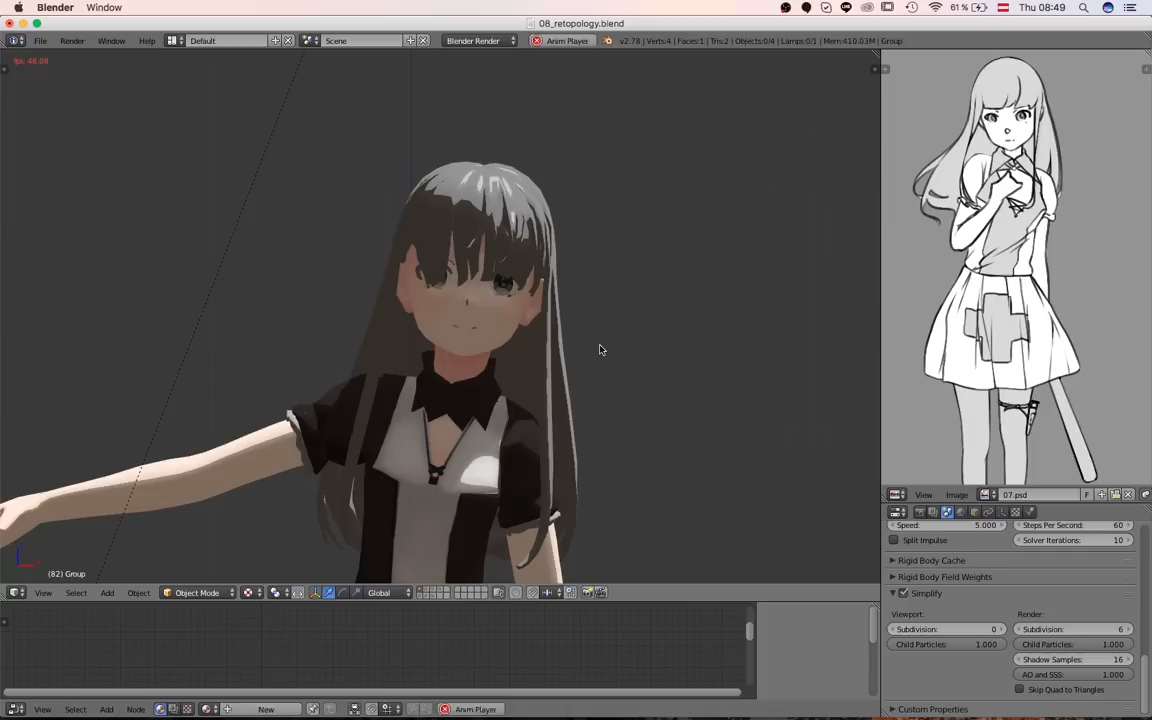 Blender Window 61% Thu 08:49
08_retopology.blend
File Render Window Help Default Scene Blender Render Anim Player v2.78 | Verts:4 | Faces:1 | Tris:2 | Objects:0/4 | Lamps:0/1 | Mem:410.03M | Group
fps: 48.08
(82) Group
View Select Add Object Object Mode Global
View Select Add Node New Anim Player
View Image 07.psd F
Speed: 5.000 Steps Per Second: 60
Split Impulse Solver Iterations: 10
Rigid Body Cache
Rigid Body Field Weights
Simplify
Viewport: Render:
Subdivision: 0 Subdivision: 6
Child Particles: 1.000 Child Particles: 1.000
Shadow Samples: 16
AO and SSS: 1.000
Skip Quad to Triangles
Custom Properties